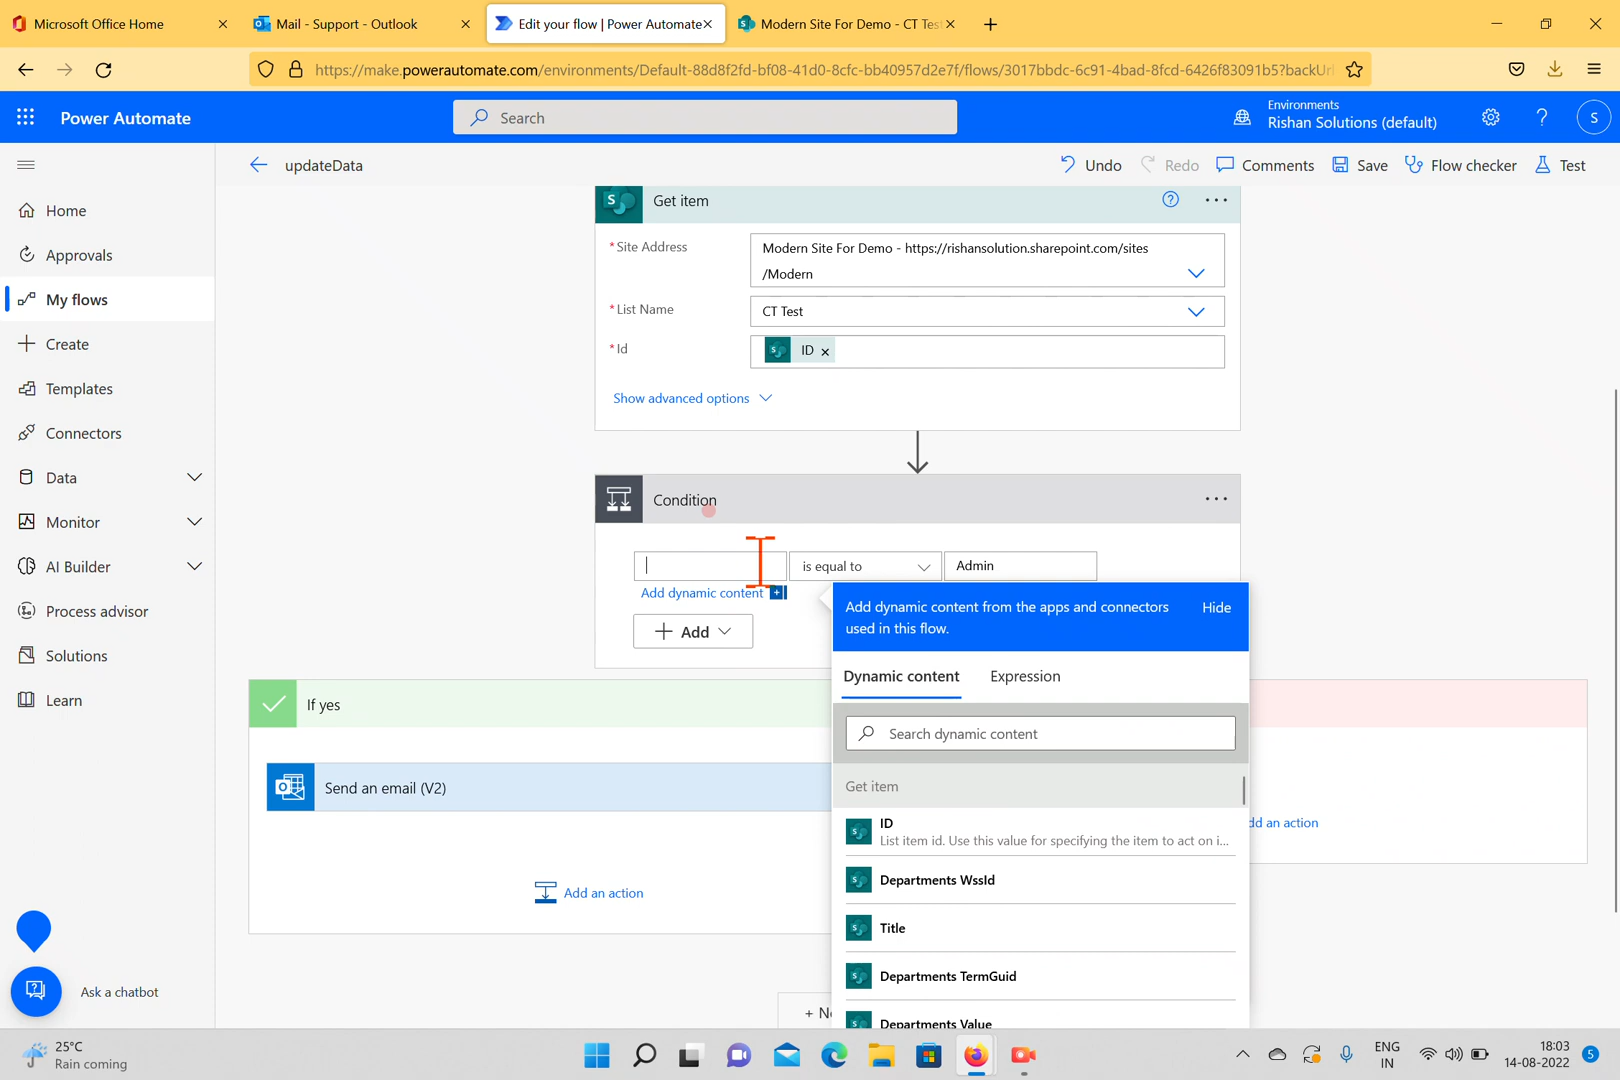 Microsoft Office Home
Mail - Support - Outlook
Edit your flow | Power Automate
Modern Site For Demo - CT Tes
https://make.powerautomate.com/environments/Default-88d8f2fd-bf08-41d0-8cfc-bb40957d2e7f/flows/3017bbdc-6c91-4bad-8fcd-6426f83091b5?backUrl
Power Automate
Search
Environments
Rishan Solutions (default)
S
updateData
Undo
Redo
Comments
Save
Flow checker
Test
Home
Approvals
My flows
Create
Templates
Connectors
Data
Monitor
AI Builder
Process advisor
Solutions
Learn
Ask a chatbot
Get item
* Site Address
Modern Site For Demo - https://rishansolution.sharepoint.com/sites
/Modern
* List Name
CT Test
* Id
ID
Show advanced options
Condition
is equal to
Admin
Add dynamic content
Add
Add dynamic content from the apps and connectors
used in this flow.
Hide
Dynamic content
Expression
Search dynamic content
Get item
ID
List item id. Use this value for specifying the item to act on i...
Departments WssId
Title
Departments TermGuid
Departments Value
If yes
Send an email (V2)
Add an action
dd an action
+ Ne
25°C
Rain coming
ENG
IN
18:03
14-08-2022
5